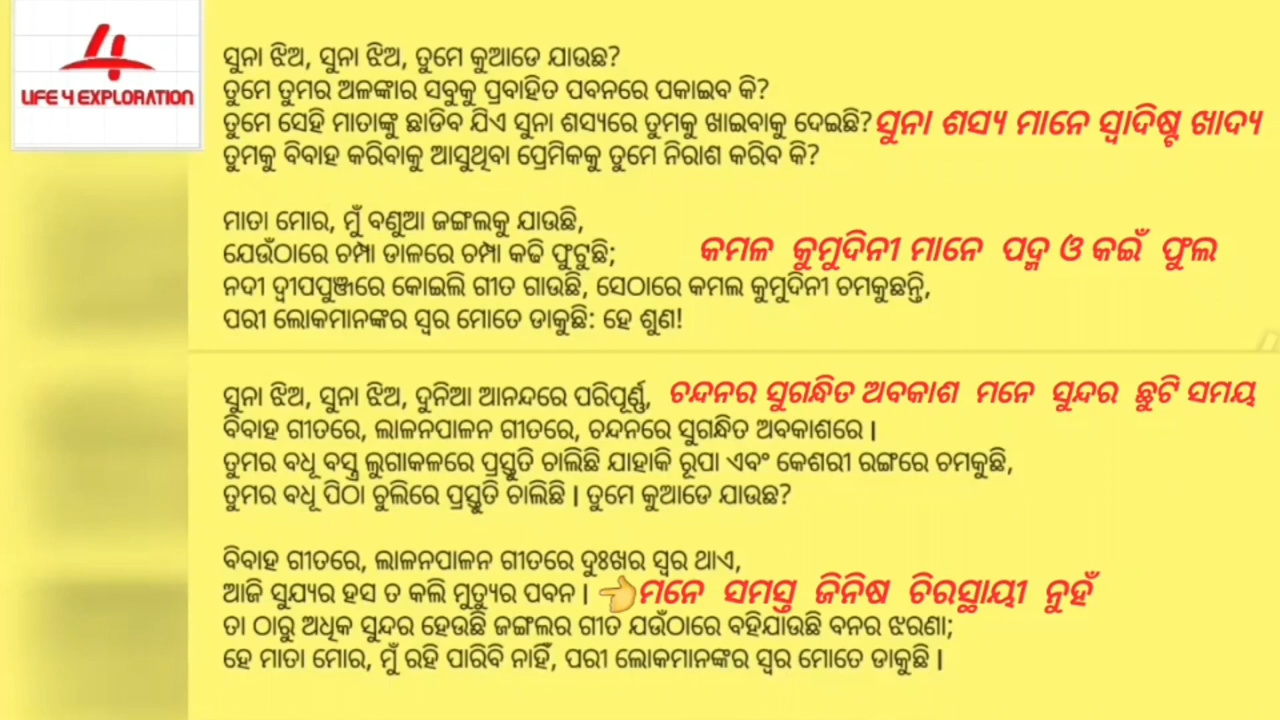 LIFE 4 EXPLORATION
ସୁନା ଝିଅ, ସୁନା ଝିଅ, ତୁମେ କୁଆଡେ ଯାଉଛ?
ତୁମେ ତୁମର ଅଳଙ୍କାର ସବୁକୁ ପ୍ରବାହିତ ପବନରେ ପକାଇବ କି?
ତୁମେ ସେହି ମାତାଙ୍କୁ ଛାଡିବ ଯିଏ ସୁନା ଶସ୍ୟରେ ତୁମକୁ ଖାଇବାକୁ ଦେଇଛି? ସୁନା ଶସ୍ୟ ମାନେ ସ୍ଵାଦିଷ୍ଟ ଖାଦ୍ୟ
ତୁମକୁ ବିବାହ କରିବାକୁ ଆସୁଥିବା ପ୍ରେମିକକୁ ତୁମେ ନିରାଶ କରିବ କି?
ମାତା ମୋର, ମୁଁ ବଣୁଆ ଜଙ୍ଗଲକୁ ଯାଉଛି,
ଯେଉଁଠାରେ ଚମ୍ପା ଡାଳରେ ଚମ୍ପା କଢି ଫୁଟୁଛି;
କମଳ କୁମୁଦିନୀ ମାନେ ପଦ୍ମ ଓ କଇଁ ଫୁଲ
ନଦୀ ଦ୍ୱୀପପୁଞ୍ଜରେ କୋଇଲି ଗୀତ ଗାଉଛି, ସେଠାରେ କମଲ କୁମୁଦିନୀ ଚମକୁଛନ୍ତି,
ପରୀ ଲୋକମାନଙ୍କର ସ୍ୱର ମୋତେ ଡାକୁଛି: ହେ ଶୁଣ!
ସୁନା ଝିଅ, ସୁନା ଝିଅ, ଦୁନିଆ ଆନନ୍ଦରେ ପରିପୂର୍ଣ୍ଣ, ଚନ୍ଦନର ସୁଗନ୍ଧିତ ଅବକାଶ ମନେ ସୁନ୍ଦର ଛୁଟି ସମୟ
ବିବାହ ଗୀତରେ, ଲାଳନପାଳନ ଗୀତରେ, ଚନ୍ଦନରେ ସୁଗନ୍ଧିତ ଅବକାଶରେ |
ତୁମର ବଧୂ ବସ୍ତ୍ର ଲୁଗାକଳରେ ପ୍ରସ୍ତୁତି ଚାଲିଛି ଯାହାକି ରୂପା ଏବଂ କେଶରୀ ରଙ୍ଗରେ ଚମକୁଛି,
ତୁମର ବଧୂ ପିଠା ଚୁଲିରେ ପ୍ରସ୍ତୁତି ଚାଲିଛି | ତୁମେ କୁଆଡେ ଯାଉଛ?
ବିବାହ ଗୀତରେ, ଲାଳନପାଳନ ଗୀତରେ ଦୁଃଖର ସ୍ୱର ଥାଏ,
ଆଜି ସୁଯ୍ୟର ହସ ତ କଲି ମୁତ୍ୟୁର ପବନ | 👈ମନେ ସମସ୍ତ ଜିନିଷ ଚିରସ୍ଥାୟୀ ନୁହଁ
ତା ଠାରୁ ଅଧିକ ସୁନ୍ଦର ହେଉଛି ଜଙ୍ଗଲର ଗୀତ ଯଉଁଠାରେ ବହିଯାଉଛି ବନର ଝରଣା;
ହେ ମାତା ମୋର, ମୁଁ ରହି ପାରିବି ନାହିଁ, ପରୀ ଲୋକମାନଙ୍କର ସ୍ୱର ମୋତେ ଡାକୁଛି |